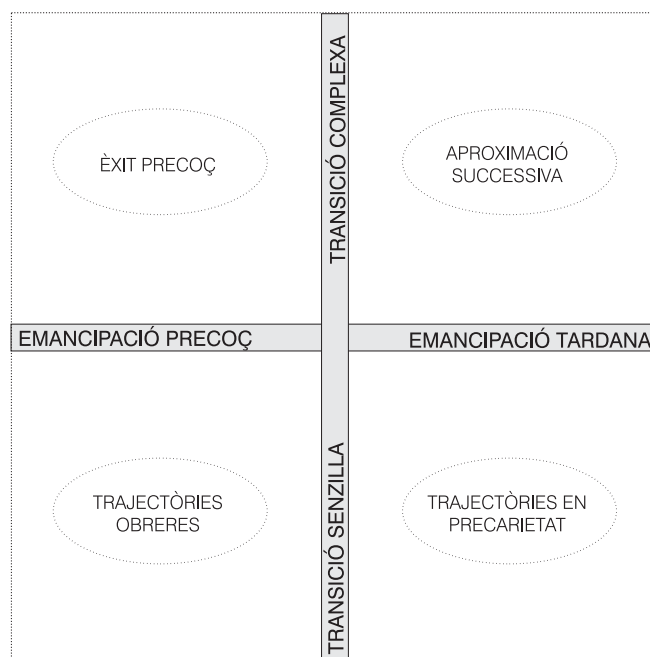 TRANSICIÓ COMPLEXA
ÈXIT PRECOÇ
APROXIMACIÓ
SUCCESSIVA
EMANCIPACIÓ PRECOÇ
EMANCIPACIÓ TARDANA
TRAJECTÒRIES
OBRERES
TRANSICIÓ SENZILLA
TRAJECTÒRIES EN
PRECARIETAT